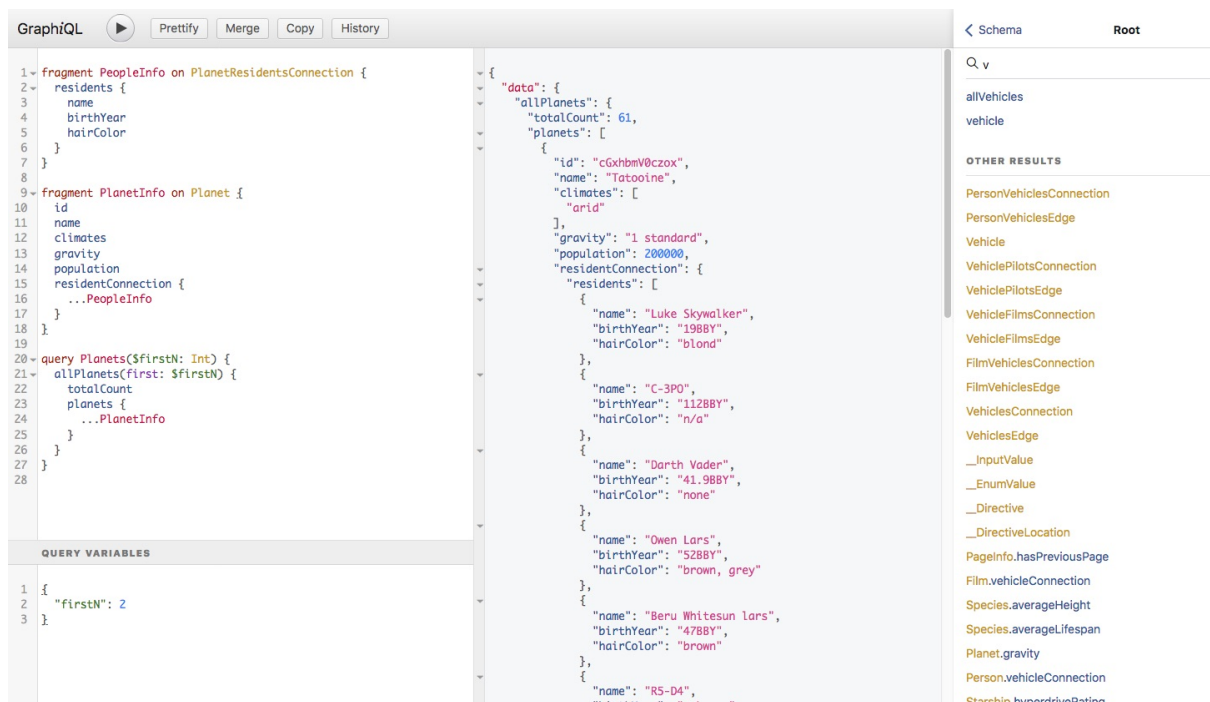 GraphiQL Prettify Merge Copy History
1 fragment PeopleInfo on PlanetResidentsConnection {
2 residents {
3 name
4 birthYear
5 hairColor
6 }
7 }
8
9 fragment PlanetInfo on Planet {
10 id
11 name
12 climates
13 gravity
14 population
15 residentConnection {
16 ...PeopleInfo
17 }
18 }
19
20 query Planets($firstN: Int) {
21 allPlanets(first: $firstN) {
22 totalCount
23 planets {
24 ...PlanetInfo
25 }
26 }
27 }
28
QUERY VARIABLES
1 {
2 "firstN": 2
3 }
{
"data": {
"allPlanets": {
"totalCount": 61,
"planets": [
{
"id": "cGxhbmV0czox",
"name": "Tatooine",
"climates": [
"arid"
],
"gravity": "1 standard",
"population": 200000,
"residentConnection": {
"residents": [
{
"name": "Luke Skywalker",
"birthYear": "19BBY",
"hairColor": "blond"
},
{
"name": "C-3PO",
"birthYear": "112BBY",
"hairColor": "n/a"
},
{
"name": "Darth Vader",
"birthYear": "41.9BBY",
"hairColor": "none"
},
{
"name": "Owen Lars",
"birthYear": "52BBY",
"hairColor": "brown, grey"
},
{
"name": "Beru Whitesun lars",
"birthYear": "47BBY",
"hairColor": "brown"
},
{
"name": "R5-D4",
Schema Root
v
allVehicles
vehicle
OTHER RESULTS
PersonVehiclesConnection
PersonVehiclesEdge
Vehicle
VehiclePilotsConnection
VehiclePilotsEdge
VehicleFilmsConnection
VehicleFilmsEdge
FilmVehiclesConnection
FilmVehiclesEdge
VehiclesConnection
VehiclesEdge
__InputValue
__EnumValue
__Directive
__DirectiveLocation
PageInfo.hasPreviousPage
Film.vehicleConnection
Species.averageHeight
Species.averageLifespan
Planet.gravity
Person.vehicleConnection
Starship.hyperdriveRating